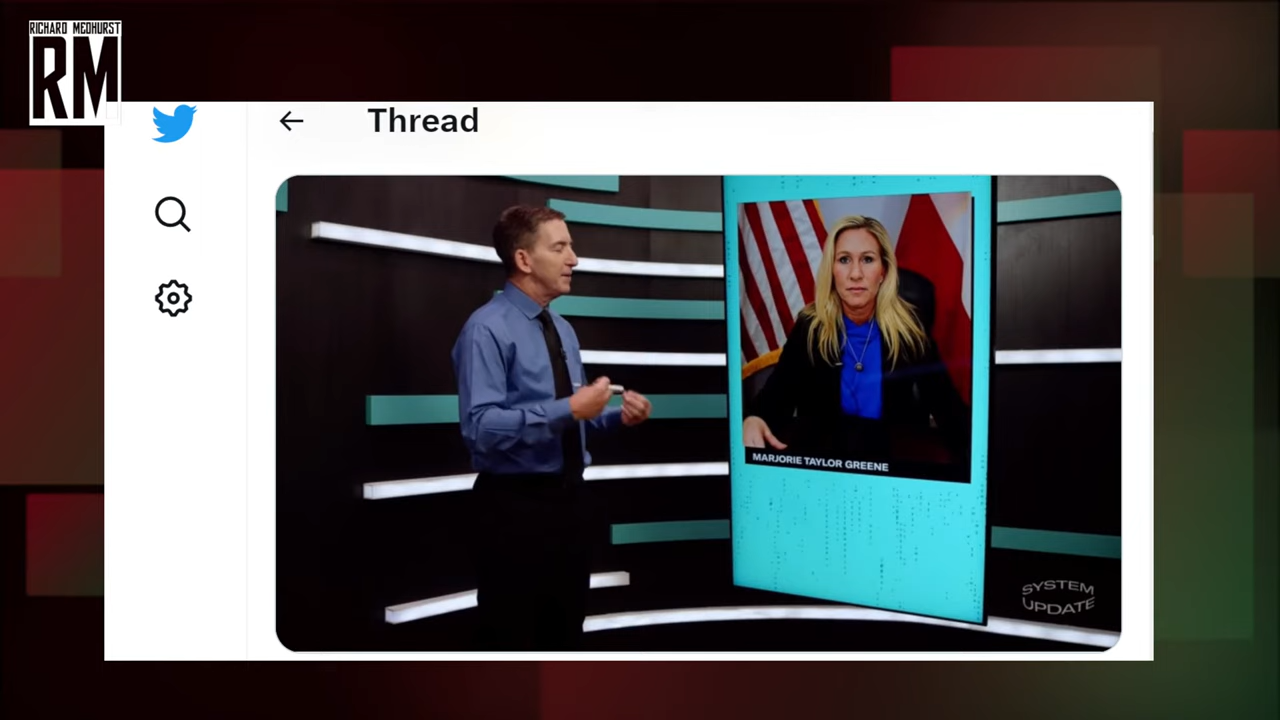 RICHARD MEDHURST
RM
Thread
MARJORIE TAYLOR GREENE
SYSTEM
UPDATE